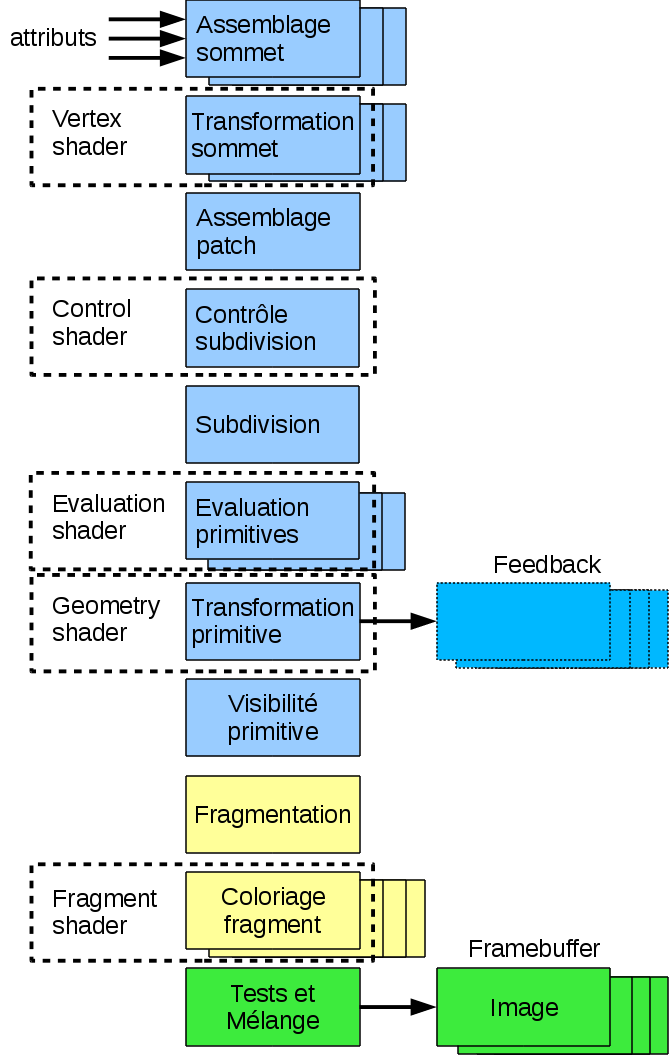 attributs
Assemblage
sommet
Vertex
shader
Transformation
sommet
Assemblage
patch
Control
shader
Contrôle
subdivision
Subdivision
Evaluation
shader
Evaluation
primitives
Feedback
Geometry
shader
Transformation
primitive
Visibilité
primitive
Fragmentation
Fragment
shader
Coloriage
fragment
Framebuffer
Tests et
Mélange
Image